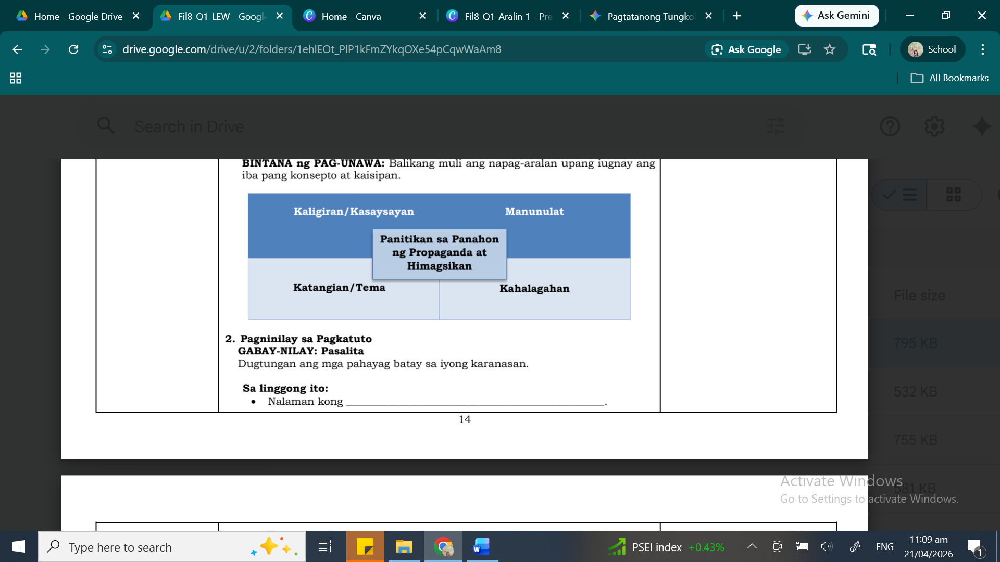 Home - Google Drive
Fil8-Q1-LEW - Googl
Home - Canva
Fil8-Q1-Aralin 1 - Pre
Pagtatanong Tungko
Ask Gemini
drive.google.com/drive/u/2/folders/1ehlEOt_PlP1kFmZYkqOXe54pCqwWaAm8
Ask Google
School
All Bookmarks
Search in Drive
BINTANA ng PAG-UNAWA: Balikang muli ang napag-aralan upang iugnay ang
iba pang konsepto at kaisipan.
Kaligiran/Kasaysayan
Manunulat
Panitikan sa Panahon
ng Propaganda at
Himagsikan
Katangian/Tema
Kahalagahan
2. Pagninilay sa Pagkatuto
GABAY-NILAY: Pasalita
Dugtungan ang mga pahayag batay sa iyong karanasan.
Sa linggong ito:
• Nalaman kong ______________________________________________.
14
File size
795 KB
532 KB
755 KB
581 KB
Activate Windows
Go to Settings to activate Windows.
Type here to search
PSEI index +0.43%
ENG
11:09 am
21/04/2026
1